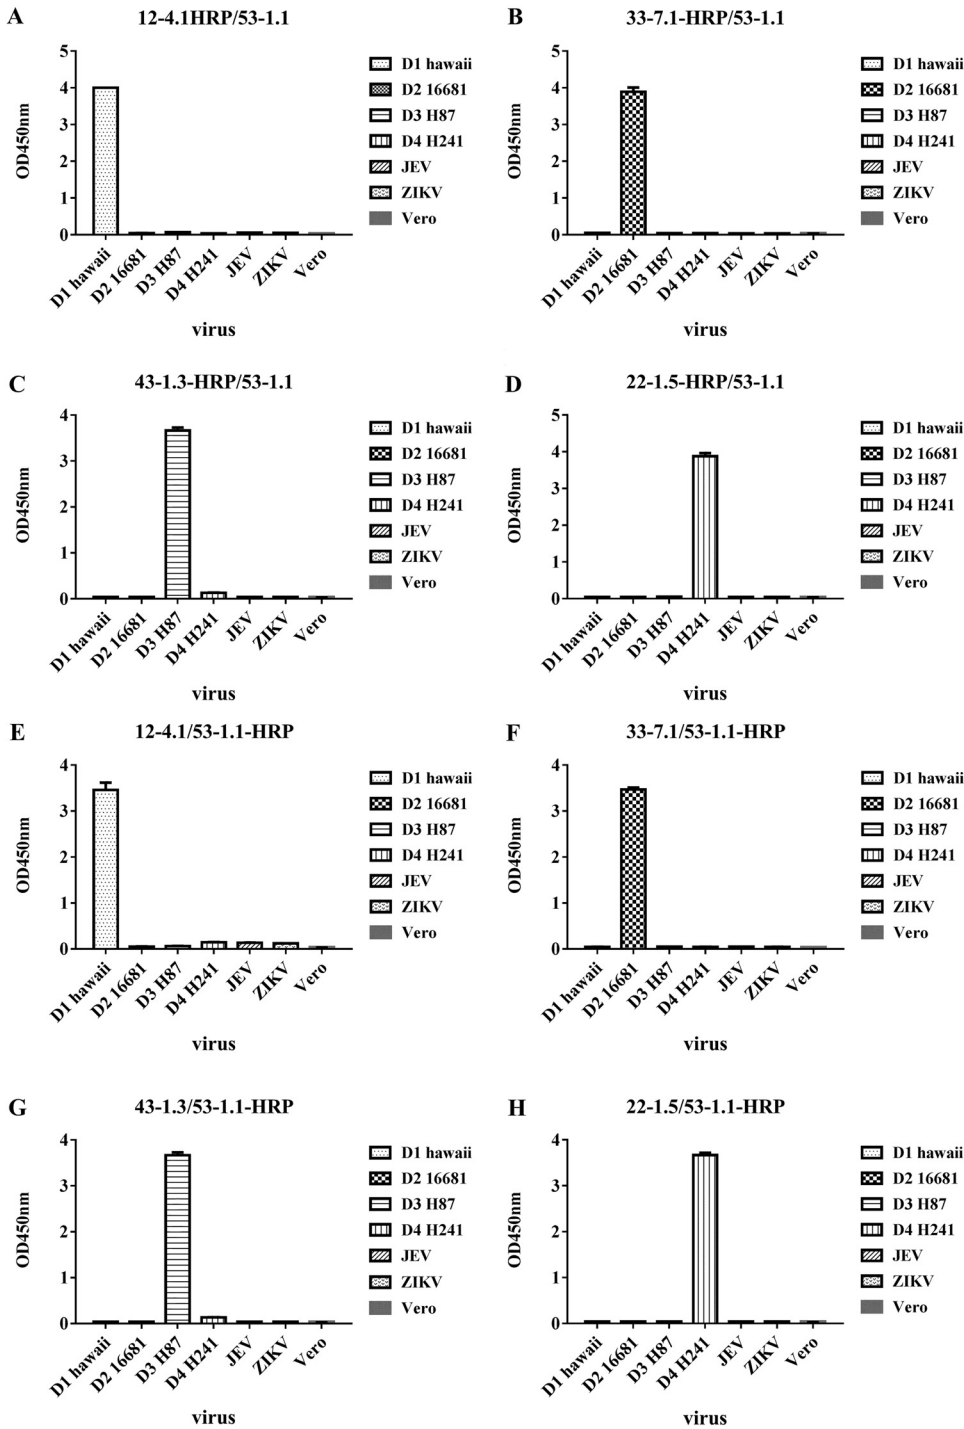 A
12-4.1HRP/53-1.1
OD450nm
5
4
3
2
1
0
D1 hawaii
D2 16681
D3 H87
D4 H241
JEV
ZIKV
Vero
virus
D1 hawaii
D2 16681
D3 H87
D4 H241
JEV
ZIKV
Vero
B
33-7.1-HRP/53-1.1
OD450nm
5
4
3
2
1
0
D1 hawaii
D2 16681
D3 H87
D4 H241
JEV
ZIKV
Vero
virus
D1 hawaii
D2 16681
D3 H87
D4 H241
JEV
ZIKV
Vero
C
43-1.3-HRP/53-1.1
OD450nm
4
3
2
1
0
D1 hawaii
D2 16681
D3 H87
D4 H241
JEV
ZIKV
Vero
virus
D1 hawaii
D2 16681
D3 H87
D4 H241
JEV
ZIKV
Vero
D
22-1.5-HRP/53-1.1
OD450nm
5
4
3
2
1
0
D1 hawaii
D2 16681
D3 H87
D4 H241
JEV
ZIKV
Vero
virus
D1 hawaii
D2 16681
D3 H87
D4 H241
JEV
ZIKV
Vero
E
12-4.1/53-1.1-HRP
OD450nm
4
3
2
1
0
D1 hawaii
D2 16681
D3 H87
D4 H241
JEV
ZIKV
Vero
virus
D1 hawaii
D2 16681
D3 H87
D4 H241
JEV
ZIKV
Vero
F
33-7.1/53-1.1-HRP
OD450nm
4
3
2
1
0
D1 hawaii
D2 16681
D3 H87
D4 H241
JEV
ZIKV
Vero
virus
D1 hawaii
D2 16681
D3 H87
D4 H241
JEV
ZIKV
Vero
G
43-1.3/53-1.1-HRP
OD450nm
4
3
2
1
0
D1 hawaii
D2 16681
D3 H87
D4 H241
JEV
ZIKV
Vero
virus
D1 hawaii
D2 16681
D3 H87
D4 H241
JEV
ZIKV
Vero
H
22-1.5/53-1.1-HRP
OD450nm
4
3
2
1
0
D1 hawaii
D2 16681
D3 H87
D4 H241
JEV
ZIKV
Vero
virus
D1 hawaii
D2 16681
D3 H87
D4 H241
JEV
ZIKV
Vero